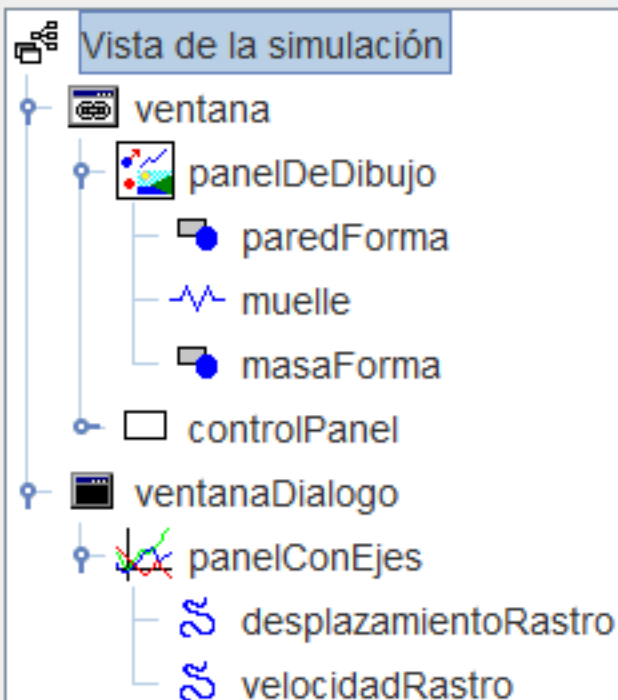 Vista de la simulación
ventana
panelDeDibujo
paredForma
muelle
masaForma
controlPanel
ventanaDialogo
panelConEjes
desplazamientoRastro
velocidadRastro